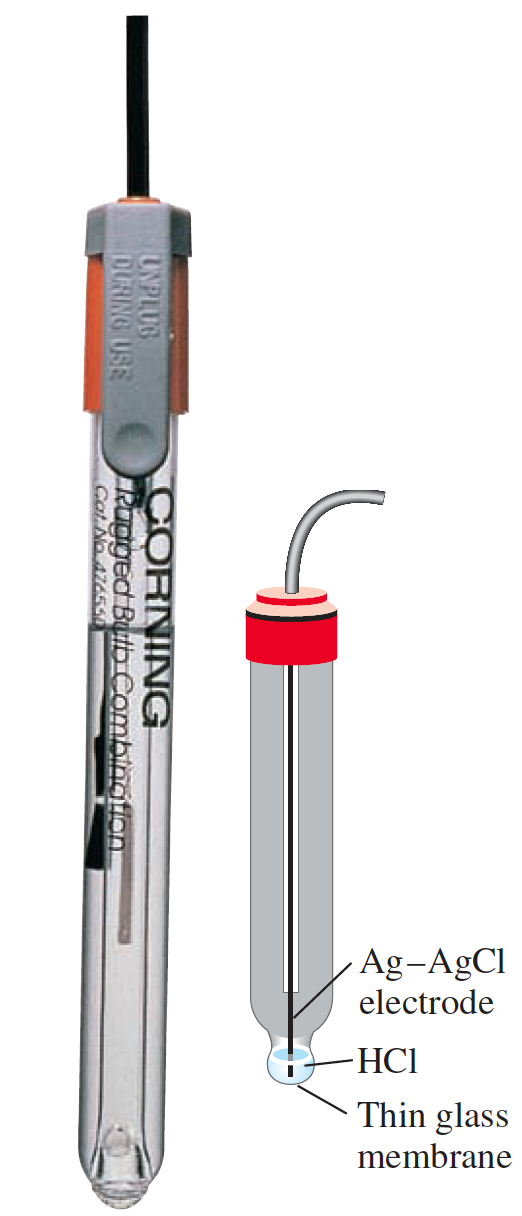 UNPLUG
DURING USE
CORNING
Rugged Bulb Combination
Ag–AgCl
electrode
HCl
Thin glass
membrane